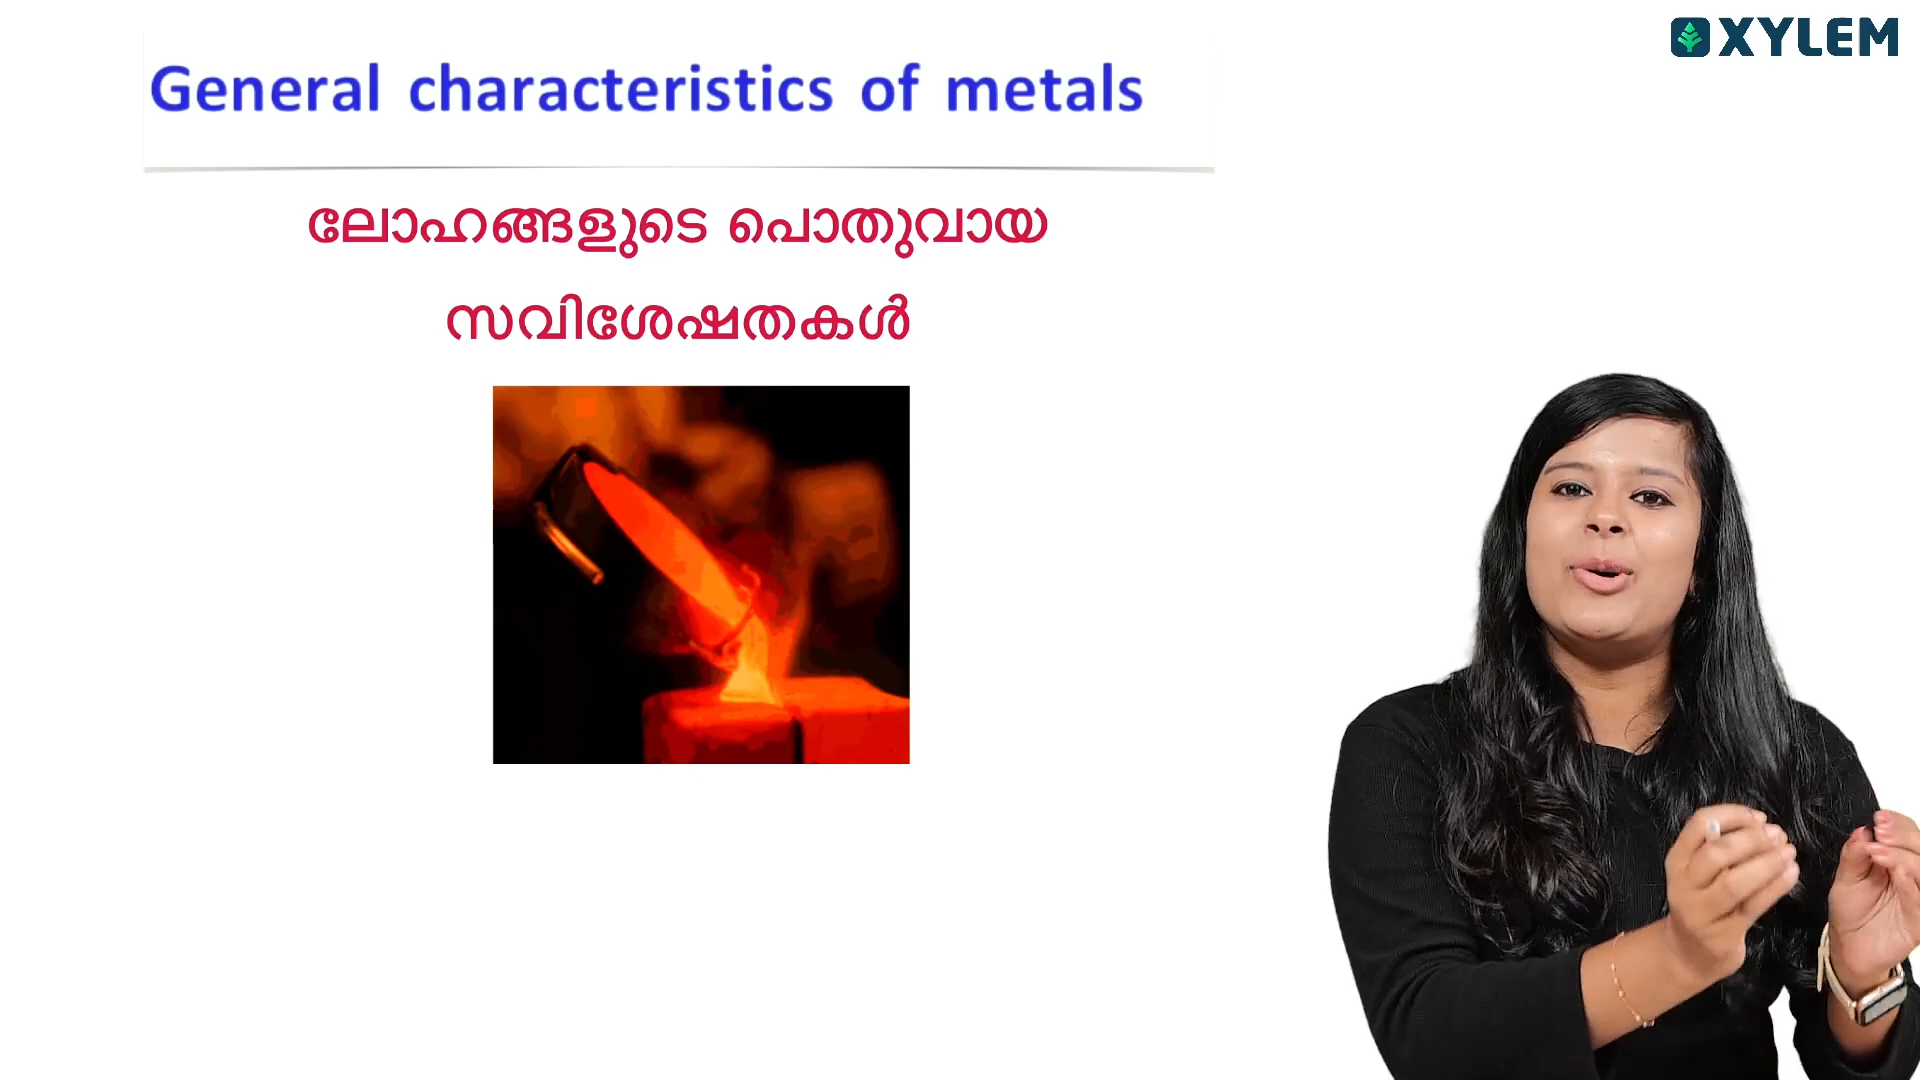 XYLEM
General characteristics of metals
ലോഹങ്ങളുടെ പൊതുവായ
സവിശേഷതകൾ